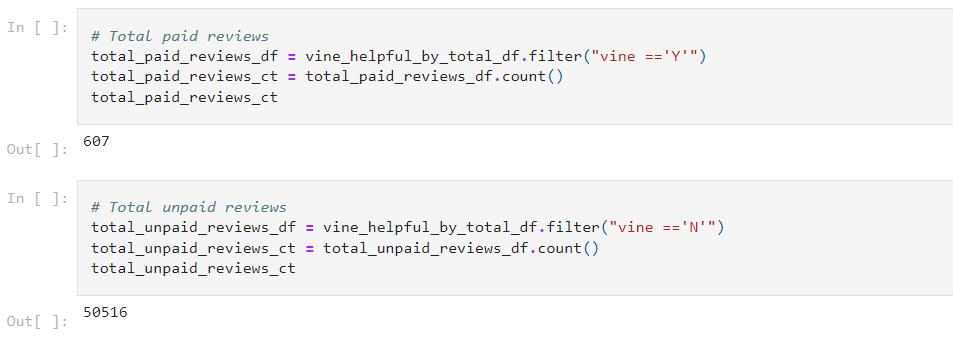 In [ ]:
# Total paid reviews
total_paid_reviews_df = vine_helpful_by_total_df.filter("vine =='Y'")
total_paid_reviews_ct = total_paid_reviews_df.count()
total_paid_reviews_ct
Out[ ]:
607
In [ ]:
# Total unpaid reviews
total_unpaid_reviews_df = vine_helpful_by_total_df.filter("vine =='N'")
total_unpaid_reviews_ct = total_unpaid_reviews_df.count()
total_unpaid_reviews_ct
Out[ ]:
50516